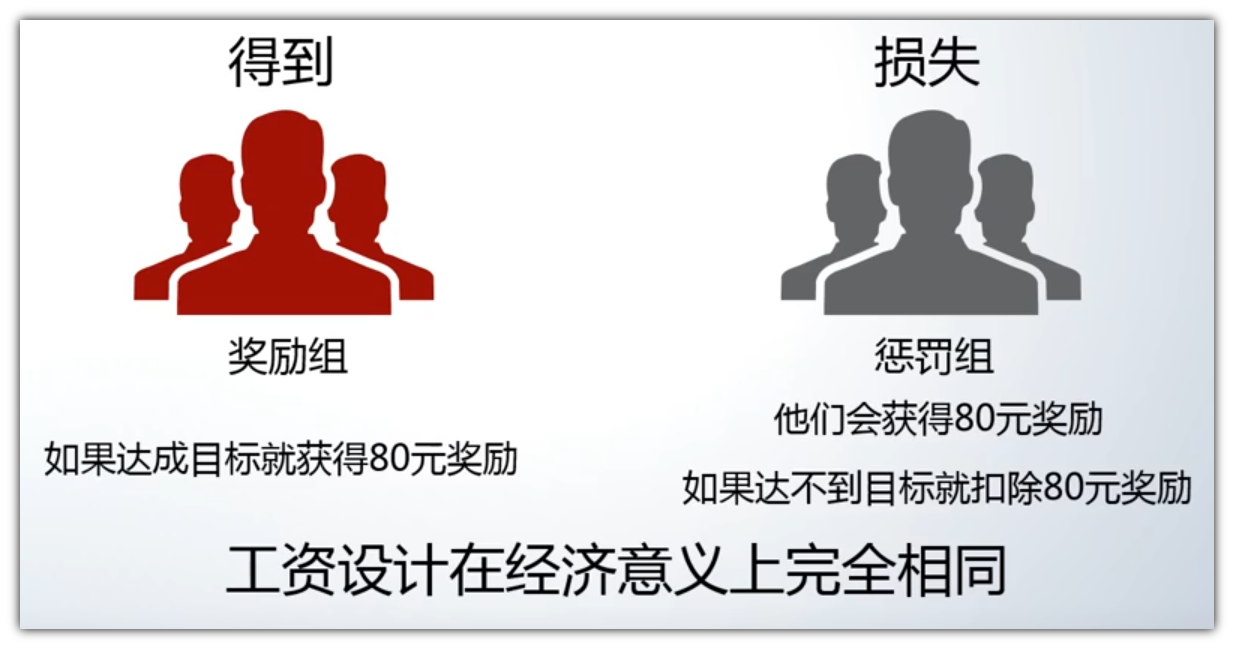 得到
损失
奖励组
惩罚组
如果达成目标就获得80元奖励
他们会获得80元奖励
如果达不到目标就扣除80元奖励
工资设计在经济意义上完全相同